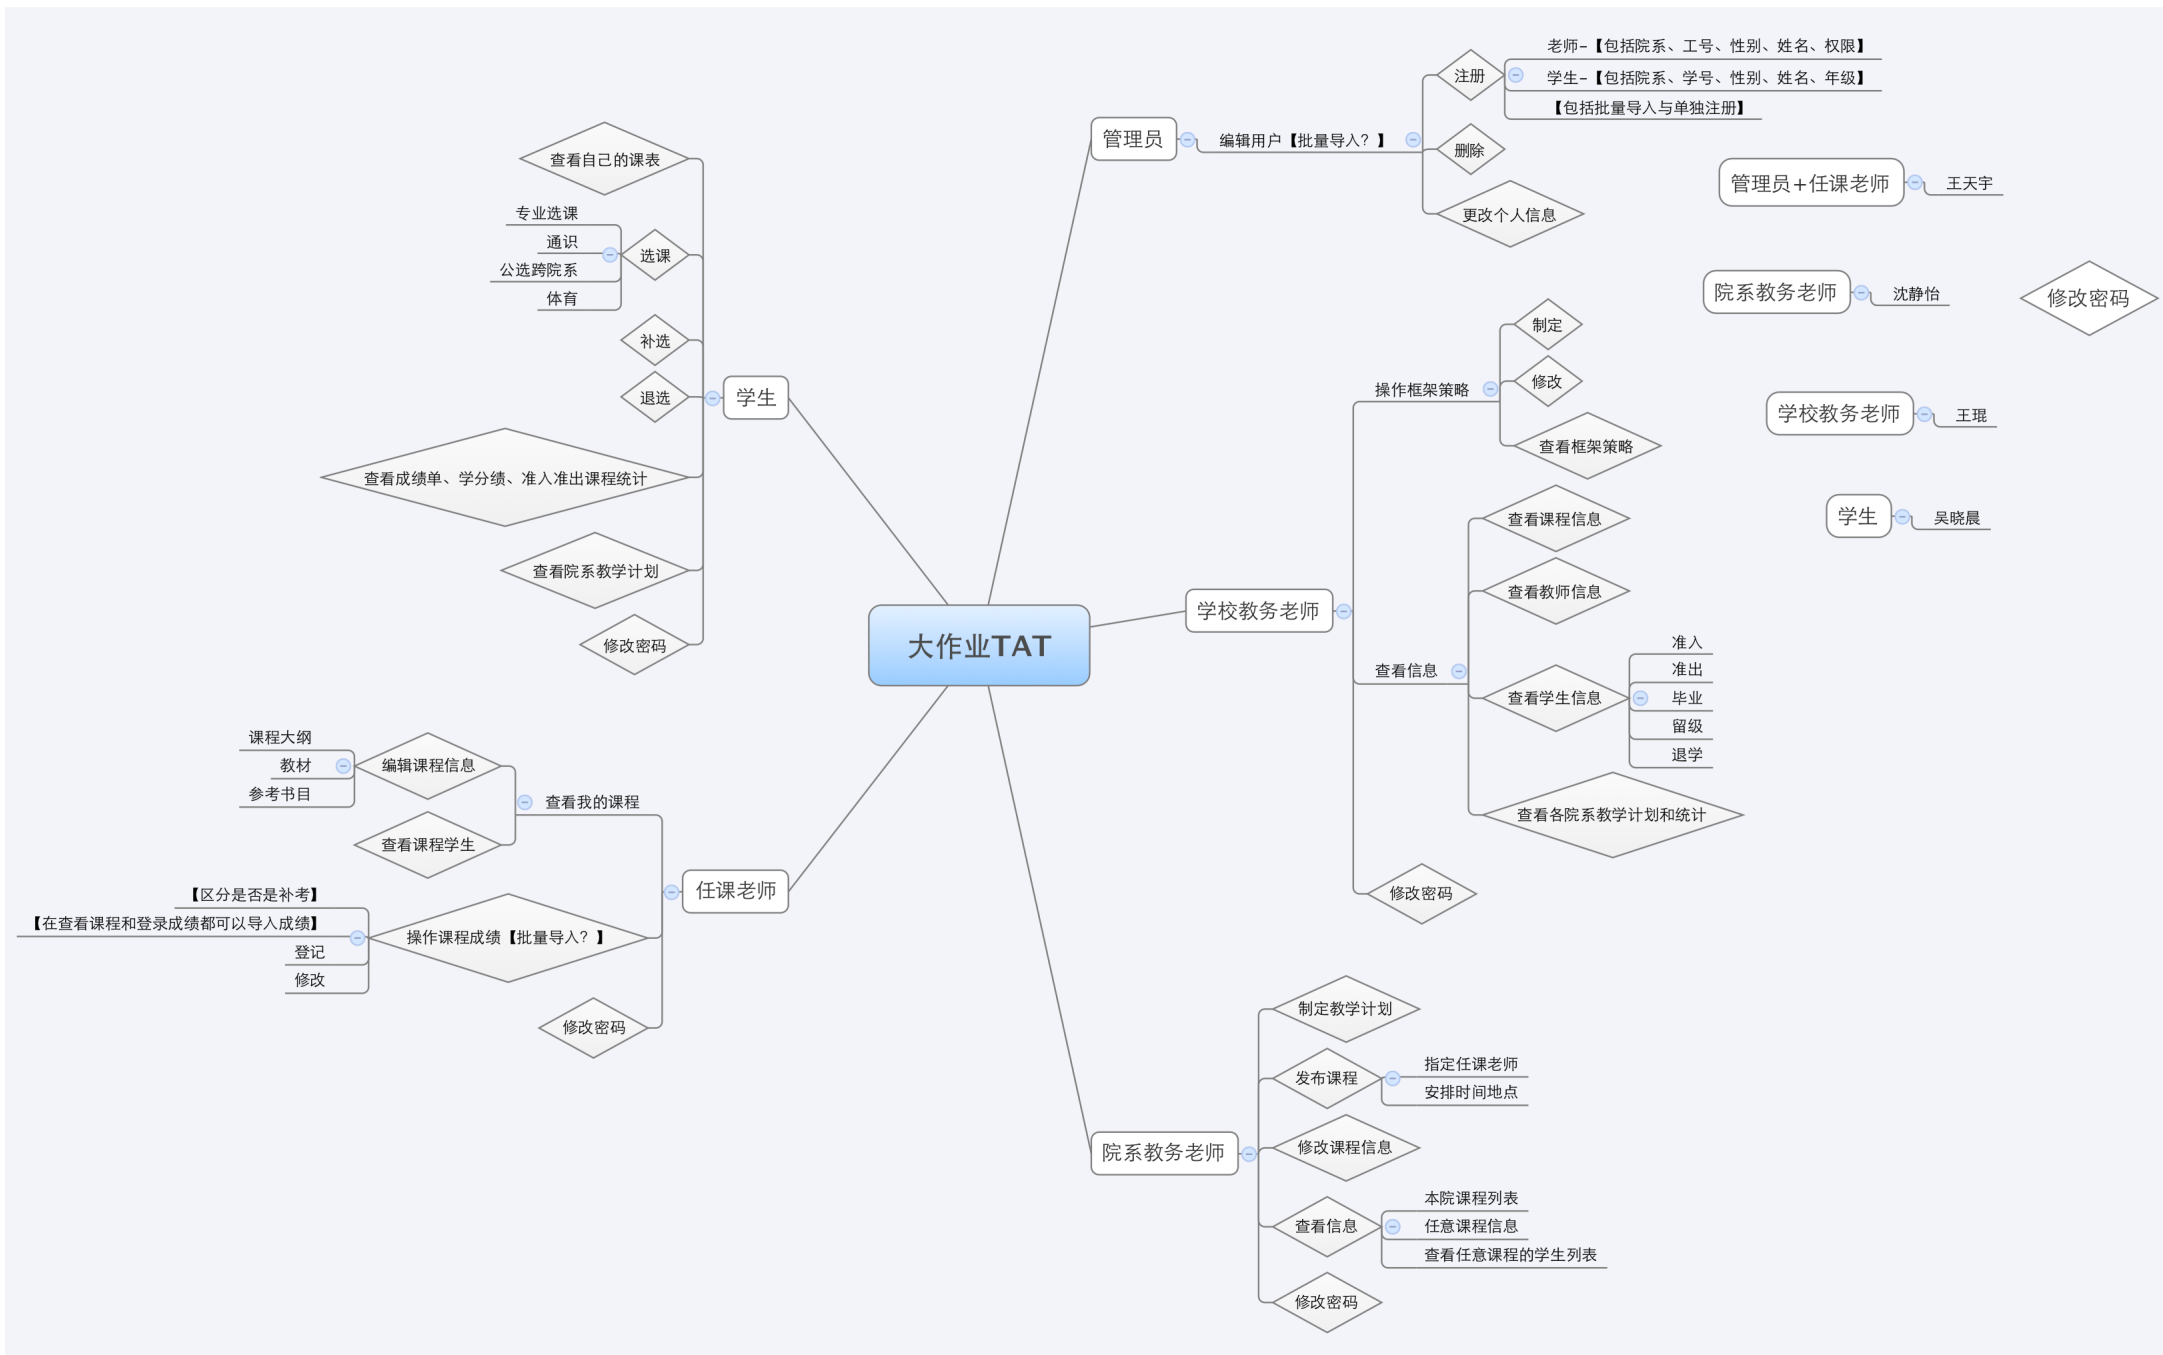 大作业TAT
管理员
编辑用户【批量导入？】
注册
老师-【包括院系、工号、性别、姓名、权限】
学生-【包括院系、学号、性别、姓名、年级】
【包括批量导入与单独注册】
删除
更改个人信息
学校教务老师
操作框架策略
制定
修改
查看框架策略
查看信息
查看课程信息
查看教师信息
查看学生信息
准入
准出
毕业
留级
退学
查看各院系教学计划和统计
修改密码
院系教务老师
制定教学计划
发布课程
指定任课老师
安排时间地点
修改课程信息
查看信息
本院课程列表
任意课程信息
查看任意课程的学生列表
修改密码
学生
查看自己的课表
选课
专业选课
通识
公选跨院系
体育
补选
退选
查看成绩单、学分绩、准入准出课程统计
查看院系教学计划
修改密码
任课老师
查看我的课程
编辑课程信息
课程大纲
教材
参考书目
查看课程学生
操作课程成绩【批量导入？】
【区分是否是补考】
【在查看课程和登录成绩都可以导入成绩】
登记
修改
修改密码
管理员+任课老师
王天宇
院系教务老师
沈静怡
修改密码
学校教务老师
王琨
学生
吴晓晨